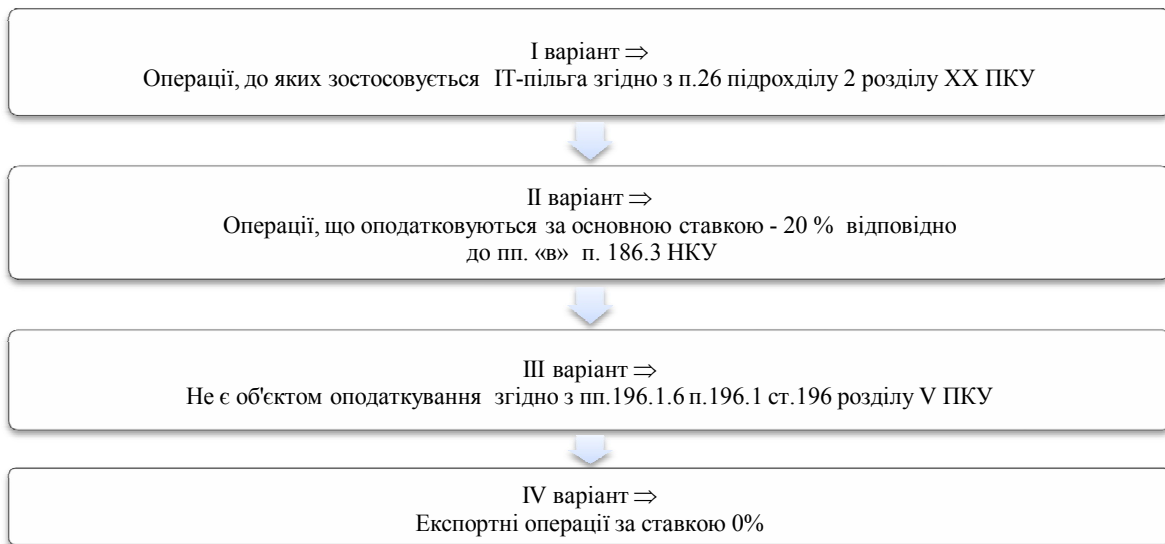 I варіант ⇒
Операції, до яких зостосовується ІТ-пільга згідно з п.26 підрохділу 2 розділу ХХ ПКУ
II варіант ⇒
Операції, що оподатковуються за основною ставкою - 20 % відповідно
до пп. «в» п. 186.3 НКУ
III варіант ⇒
Не є об'єктом оподаткування згідно з пп.196.1.6 п.196.1 ст.196 розділу V ПКУ
IV варіант ⇒
Експортні операції за ставкою 0%